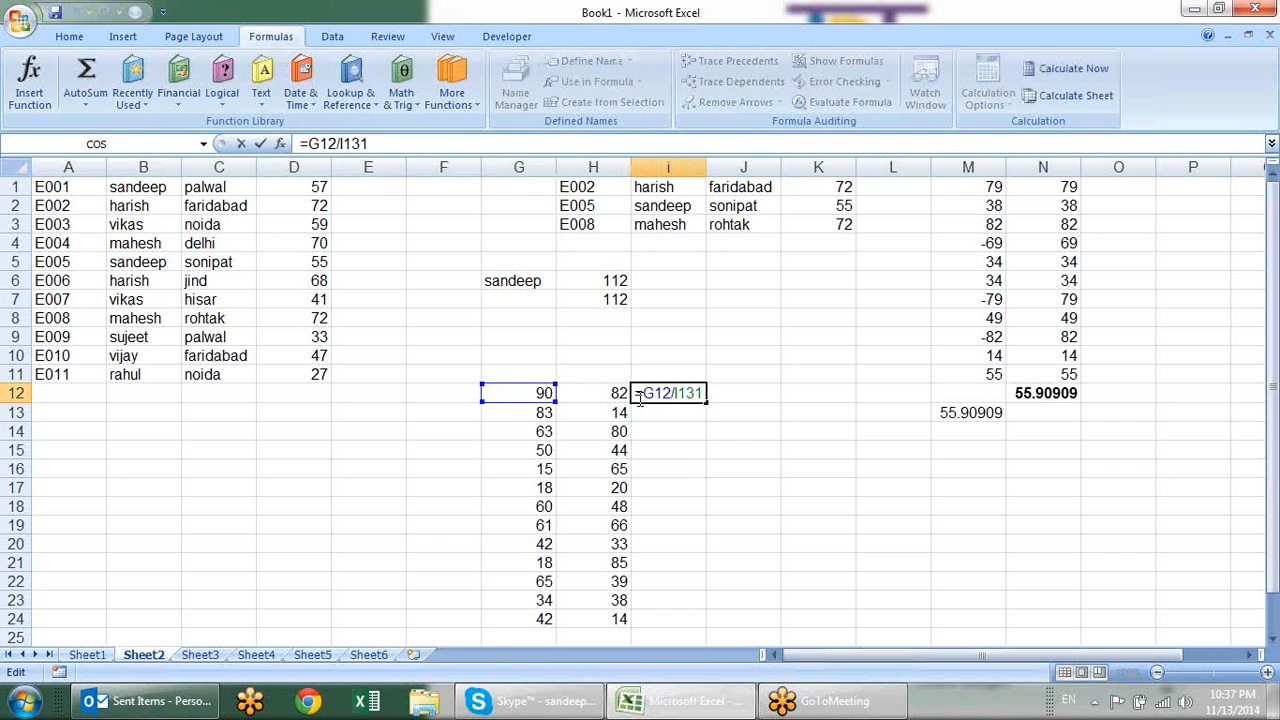 Book1 - Microsoft Excel
Home Insert Page Layout Formulas Data Review View Developer
Insert Function
AutoSum
Recently Used
Financial
Logical
Text
Date & Time
Lookup & Reference
Math & Trig
More Functions
Function Library
Name Manager
Define Name
Use in Formula
Create from Selection
Defined Names
Trace Precedents
Trace Dependents
Remove Arrows
Show Formulas
Error Checking
Evaluate Formula
Formula Auditing
Watch Window
Calculation Options
Calculate Now
Calculate Sheet
Calculation
COS =G12/I131
A B C D E F G H I J K L M N O P
1 E001 sandeep palwal 57 E002 harish faridabad 72 79 79
2 E002 harish faridabad 72 E005 sandeep sonipat 55 38 38
3 E003 vikas noida 59 E008 mahesh rohtak 72 82 82
4 E004 mahesh delhi 70 -69 69
5 E005 sandeep sonipat 55 34 34
6 E006 harish jind 68 sandeep 112 34 34
7 E007 vikas hisar 41 112 -79 79
8 E008 mahesh rohtak 72 49 49
9 E009 sujeet palwal 33 -82 82
10 E010 vijay faridabad 47 14 14
11 E011 rahul noida 27 55 55
12 90 82 =G12/I131 55.90909
13 83 14 55.90909
14 63 80
15 50 44
16 15 65
17 18 20
18 60 48
19 61 66
20 42 33
21 18 85
22 65 39
23 34 38
24 42 14
25
Sheet1 Sheet2 Sheet3 Sheet4 Sheet5 Sheet6
Edit
Sent Items - Perso...
Skype™ - sandeep...
Microsoft Excel - ...
GoToMeeting
EN
10:37 PM
11/13/2014